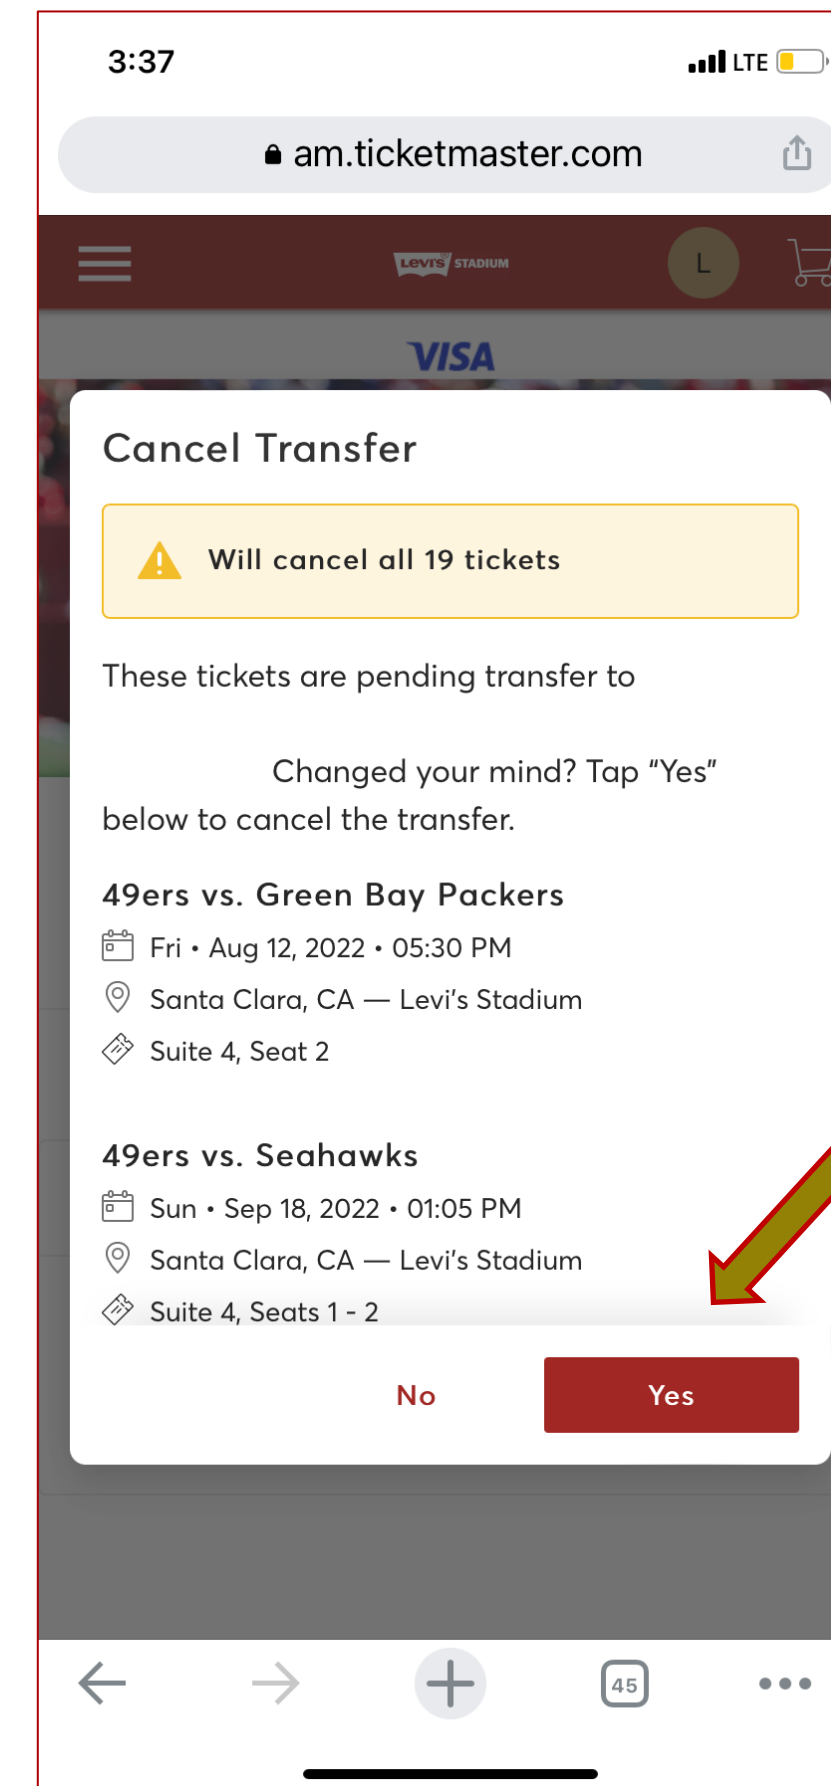 3:37
LTE
am.ticketmaster.com
LEVI'S STADIUM
L
VISA
Cancel Transfer
Will cancel all 19 tickets
These tickets are pending transfer to
Changed your mind? Tap “Yes”
below to cancel the transfer.
49ers vs. Green Bay Packers
Fri • Aug 12, 2022 • 05:30 PM
Santa Clara, CA — Levi’s Stadium
Suite 4, Seat 2
49ers vs. Seahawks
Sun • Sep 18, 2022 • 01:05 PM
Santa Clara, CA — Levi’s Stadium
Suite 4, Seats 1 - 2
No
Yes
45